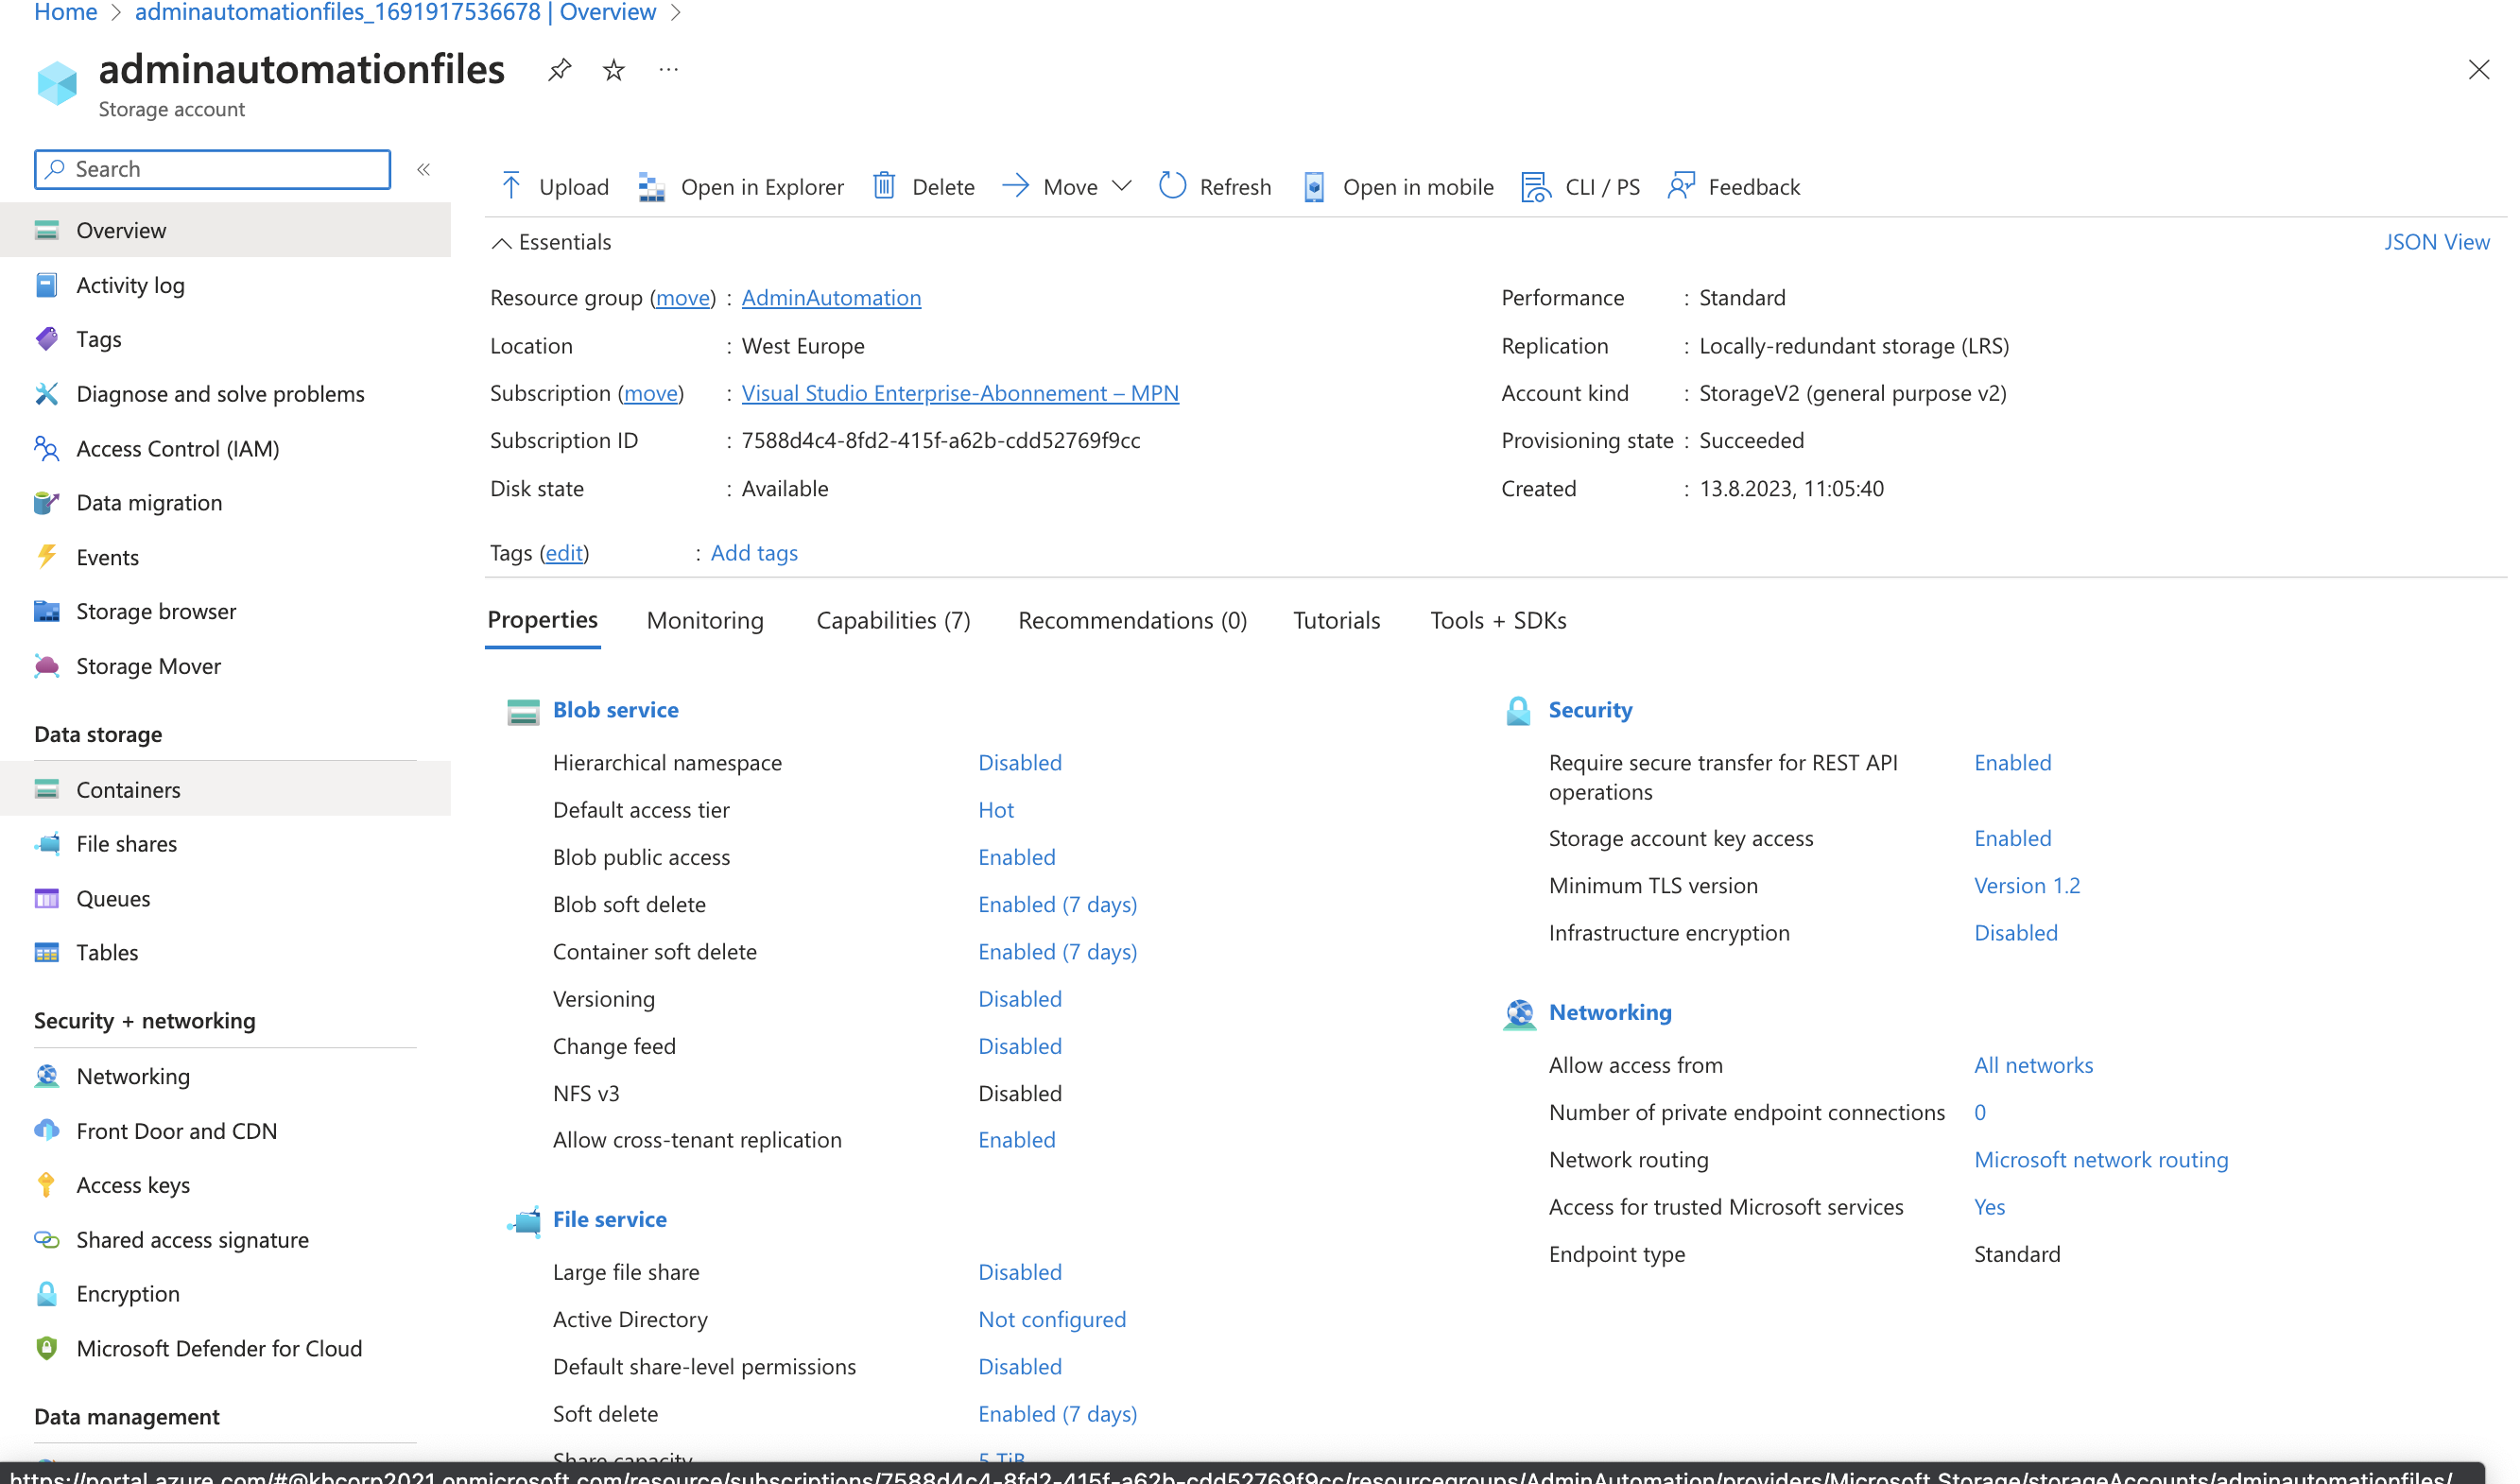 Home > adminautomationfiles_1691917536678 | Overview >
adminautomationfiles
Storage account
Search
Overview
Activity log
Tags
Diagnose and solve problems
Access Control (IAM)
Data migration
Events
Storage browser
Storage Mover
Data storage
Containers
File shares
Queues
Tables
Security + networking
Networking
Front Door and CDN
Access keys
Shared access signature
Encryption
Microsoft Defender for Cloud
Data management
Upload Open in Explorer Delete Move Refresh Open in mobile CLI / PS Feedback
Essentials JSON View
Resource group (move) : AdminAutomation
Location : West Europe
Subscription (move) : Visual Studio Enterprise-Abonnement – MPN
Subscription ID : 7588d4c4-8fd2-415f-a62b-cdd52769f9cc
Disk state : Available
Performance : Standard
Replication : Locally-redundant storage (LRS)
Account kind : StorageV2 (general purpose v2)
Provisioning state : Succeeded
Created : 13.8.2023, 11:05:40
Tags (edit) : Add tags
Properties Monitoring Capabilities (7) Recommendations (0) Tutorials Tools + SDKs
Blob service
Hierarchical namespace Disabled
Default access tier Hot
Blob public access Enabled
Blob soft delete Enabled (7 days)
Container soft delete Enabled (7 days)
Versioning Disabled
Change feed Disabled
NFS v3 Disabled
Allow cross-tenant replication Enabled
File service
Large file share Disabled
Active Directory Not configured
Default share-level permissions Disabled
Soft delete Enabled (7 days)
Share capacity 5 TiB
Security
Require secure transfer for REST API Enabled
operations
Storage account key access Enabled
Minimum TLS version Version 1.2
Infrastructure encryption Disabled
Networking
Allow access from All networks
Number of private endpoint connections 0
Network routing Microsoft network routing
Access for trusted Microsoft services Yes
Endpoint type Standard
https://portal.azure.com/#@kbcorp2021.onmicrosoft.com/resource/subscriptions/7588d4c4-8fd2-415f-a62b-cdd52769f9cc/resourcegroups/AdminAutomation/providers/Microsoft.Storage/storageAccounts/adminautomationfiles/